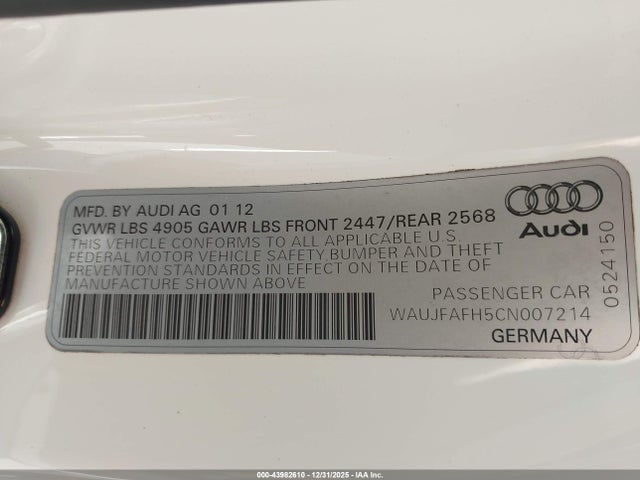 MFD. BY AUDI AG 01 12
GVWR LBS 4905 GAWR LBS FRONT 2447/REAR 2568
THIS VEHICLE CONFORMS TO ALL APPLICABLE U.S
FEDERAL MOTOR VEHICLE SAFETY,BUMPER AND THEFT
PREVENTION STANDARDS IN EFFECT ON THE DATE OF
MANUFACTURE SHOWN ABOVE
Audi
0524150
PASSENGER CAR
WAUJFAFH5CN007214
GERMANY
000-43982610 - 12/31/2025 - IAA Inc.